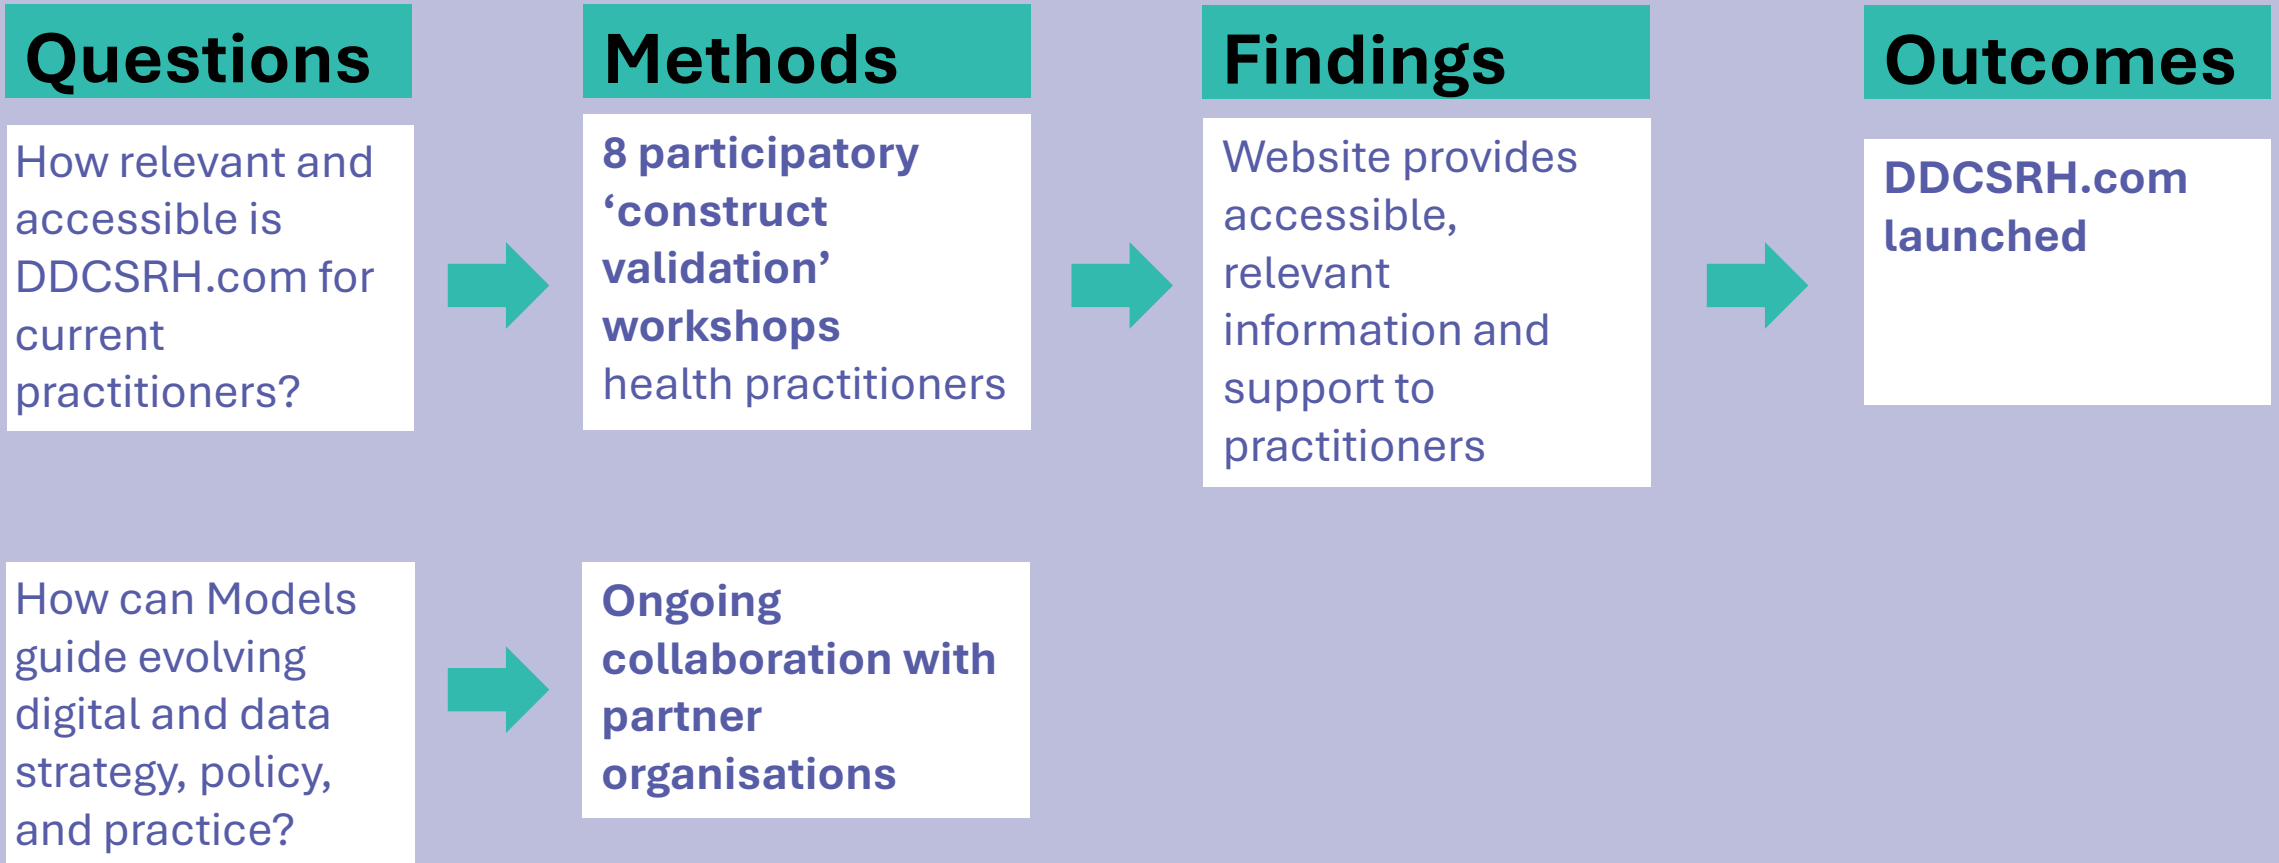 Questions
How relevant and
accessible is
DDCSRH.com for
current
practitioners?
Methods
8 participatory
‘construct
validation’
workshops
health practitioners
Findings
Website provides
accessible,
relevant
information and
support to
practitioners
Outcomes
DDCSRH.com
launched
How can Models
guide evolving
digital and data
strategy, policy,
and practice?
Ongoing
collaboration with
partner
organisations